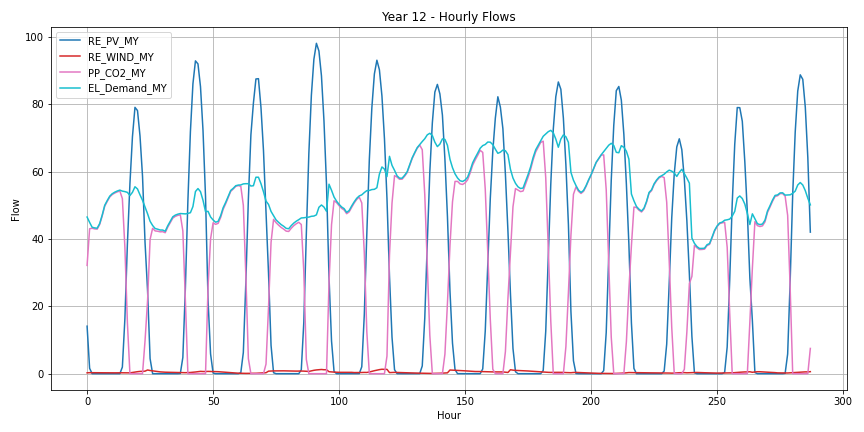 Year 12 - Hourly Flows
RE_PV_MY
RE_WIND_MY
PP_CO2_MY
EL_Demand_MY
100
80
60
40
20
0
Flow
0
50
100
150
200
250
300
Hour